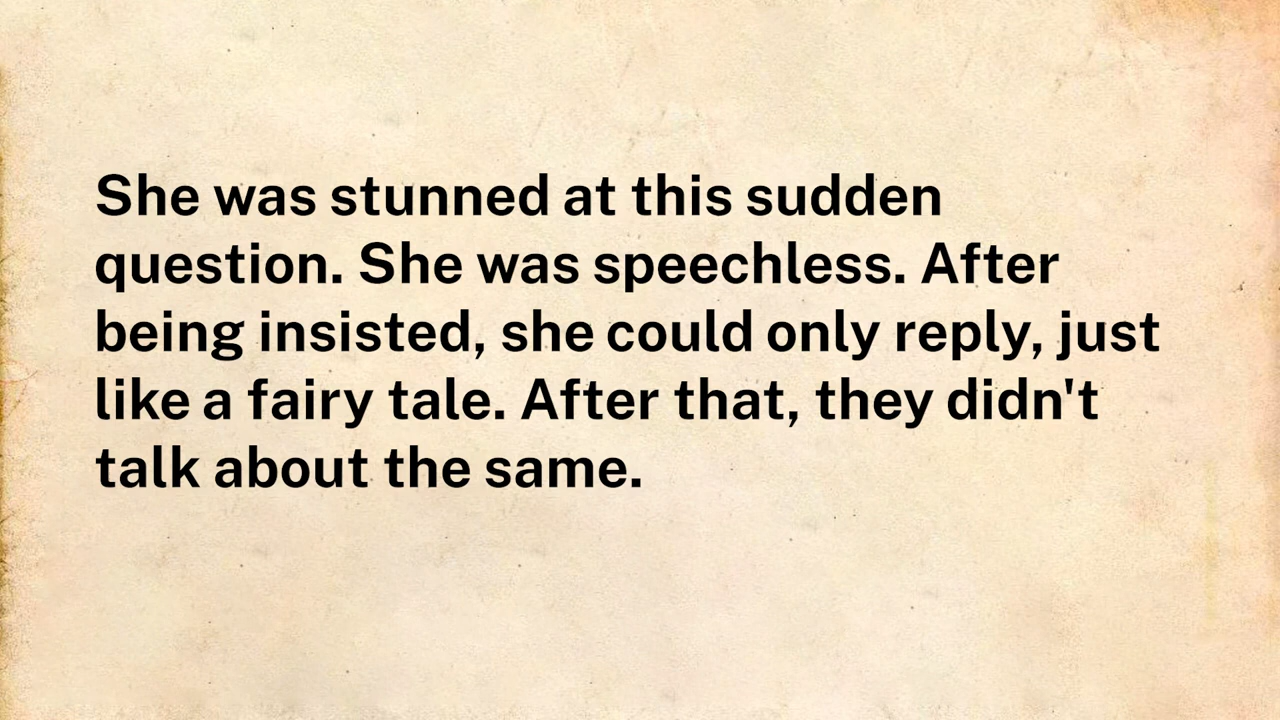 She was stunned at this sudden
question. She was speechless. After
being insisted, she could only reply, just
like a fairy tale. After that, they didn't
talk about the same.